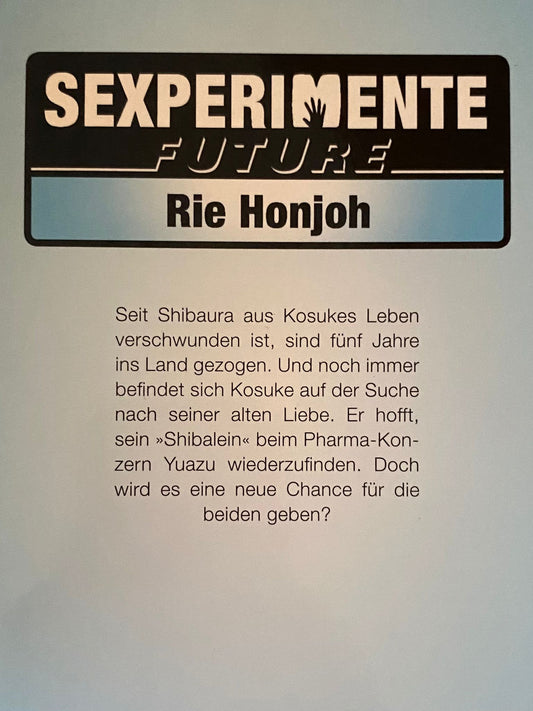 SEXPERIMENTE
FUTURE
Rie Honjoh
Seit Shibaura aus Kosukes Leben
verschwunden ist, sind fünf Jahre
ins Land gezogen. Und noch immer
befindet sich Kosuke auf der Suche
nach seiner alten Liebe. Er hofft,
sein »Shibalein« beim Pharma-Kon-
zern Yuazu wiederzufinden. Doch
wird es eine neue Chance für die
beiden geben?